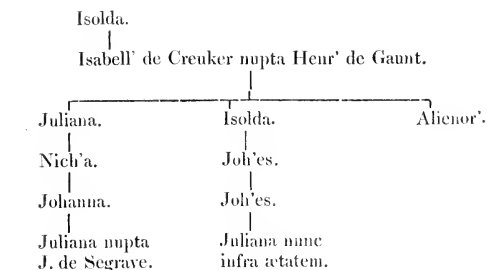 Isolda.
Isabell' de Creuker nupta Henr' de Gaunt.
Juliana. Isolda. Alienor'.
Nich'a. Joh'es.
Johanna. Joh'es.
Juliana nupta Juliana nunc
J. de Segrave. infra ætatem.